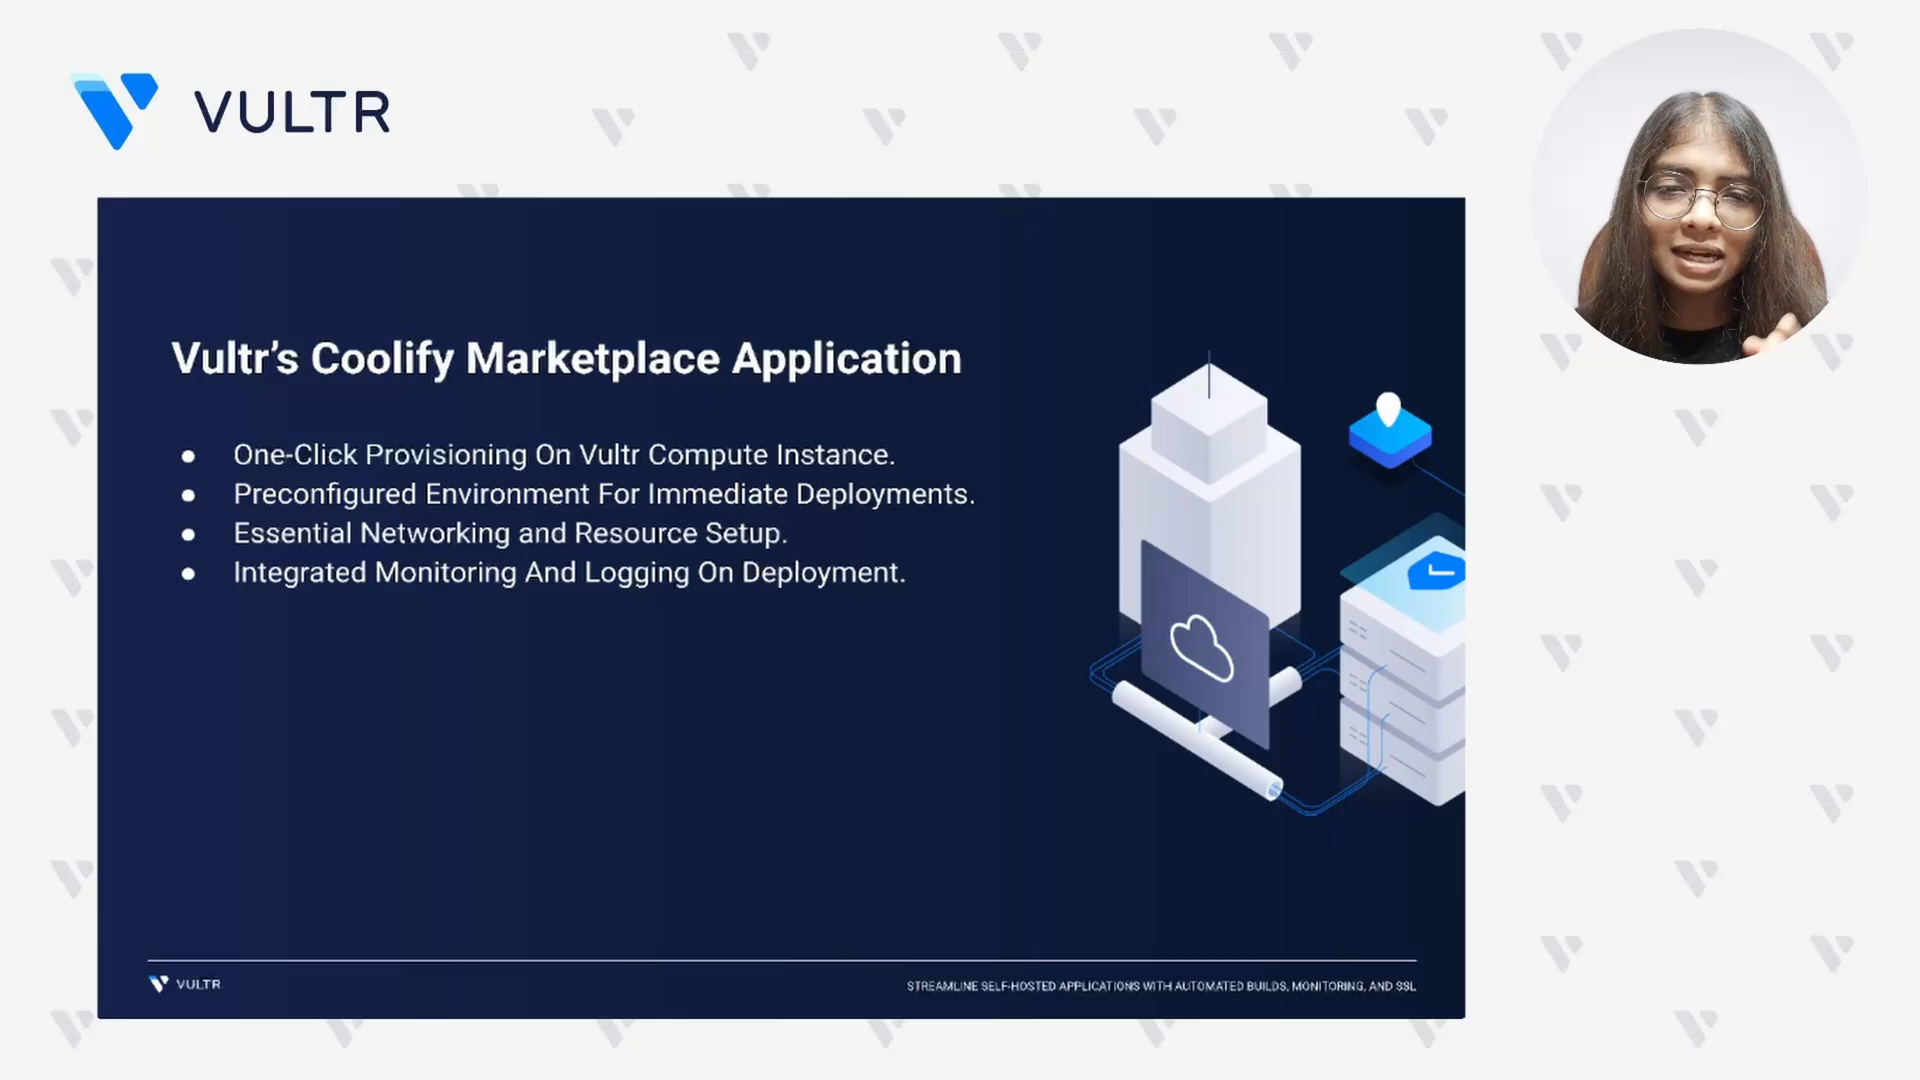 VULTR
Vultr’s Coolify Marketplace Application
● One-Click Provisioning On Vultr Compute Instance.
● Preconfigured Environment For Immediate Deployments.
● Essential Networking and Resource Setup.
● Integrated Monitoring And Logging On Deployment.
VULTR
STREAMLINE SELF-HOSTED APPLICATIONS WITH AUTOMATED BUILDS, MONITORING, AND SSL